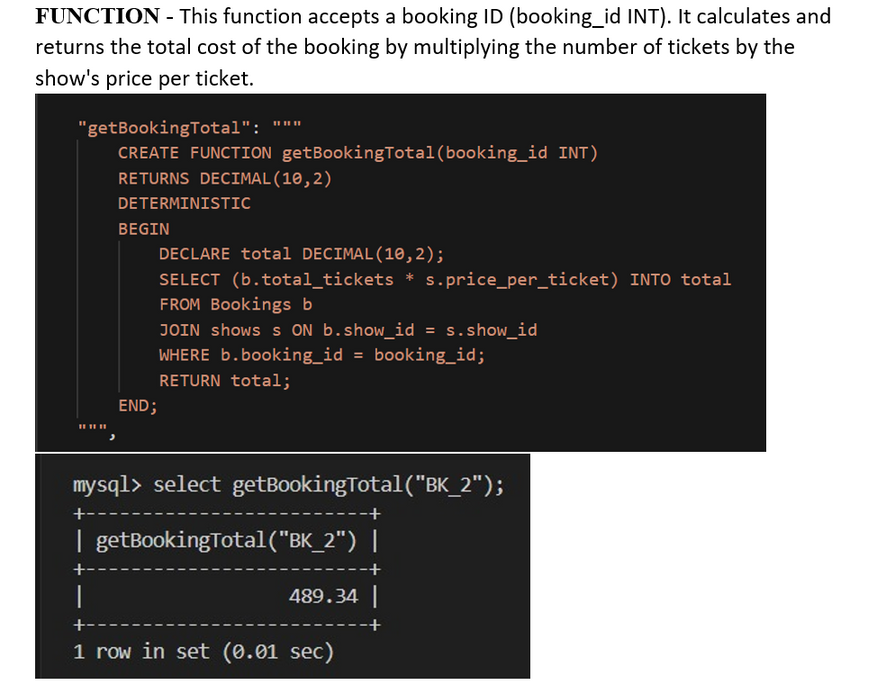 FUNCTION - This function accepts a booking ID (booking_id INT). It calculates and
returns the total cost of the booking by multiplying the number of tickets by the
show's price per ticket.
"getBookingTotal": """
CREATE FUNCTION getBookingTotal(booking_id INT)
RETURNS DECIMAL(10,2)
DETERMINISTIC
BEGIN
DECLARE total DECIMAL(10,2);
SELECT (b.total_tickets * s.price_per_ticket) INTO total
FROM Bookings b
JOIN shows s ON b.show_id = s.show_id
WHERE b.booking_id = booking_id;
RETURN total;
END;
""",
mysql> select getBookingTotal("BK_2");
+-------------------------+
| getBookingTotal("BK_2") |
+-------------------------+
|                  489.34 |
+-------------------------+
1 row in set (0.01 sec)